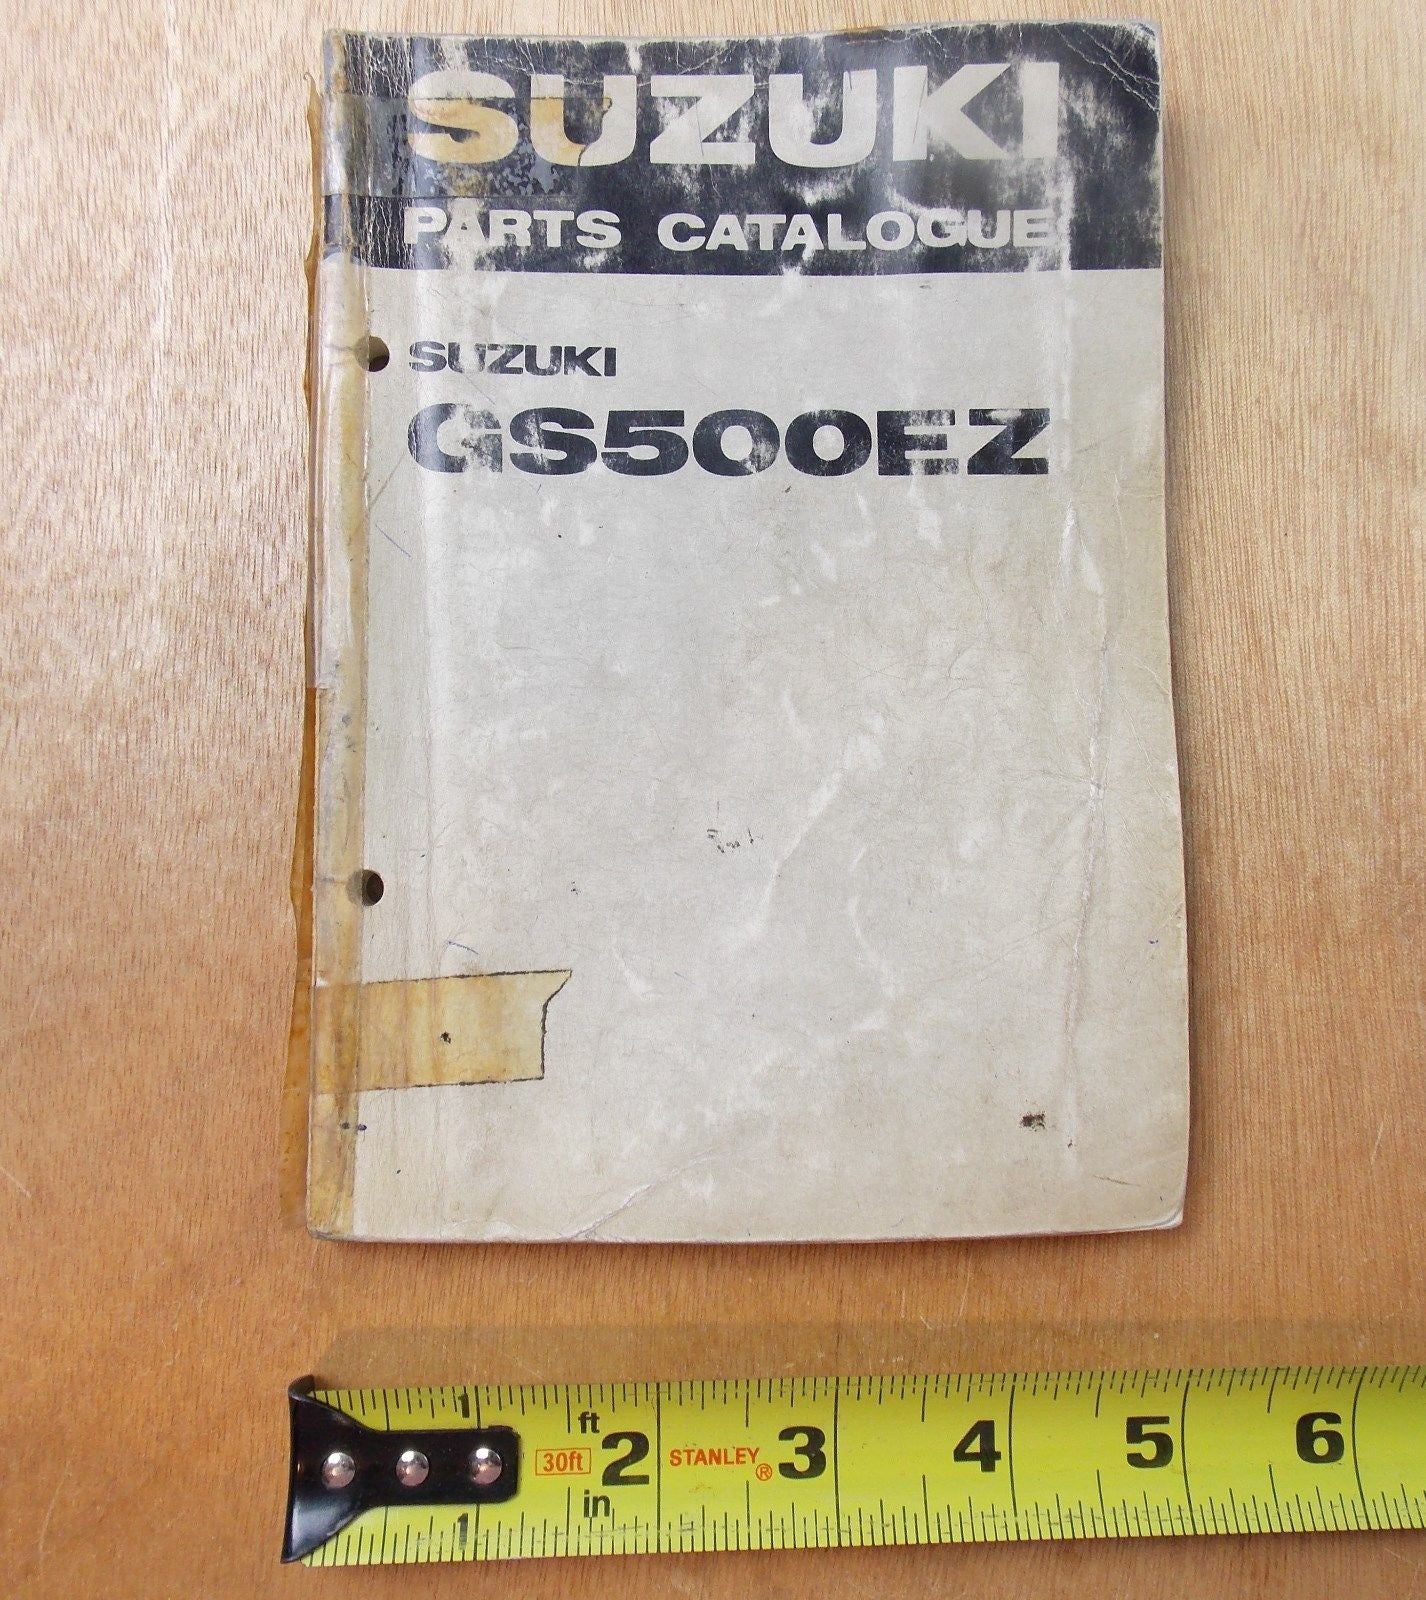 SUZUKI
PARTS CATALOGUE
SUZUKI
GS500EZ
1 ft 30ft 2 STANLEY® 3 4 5 6
1 in